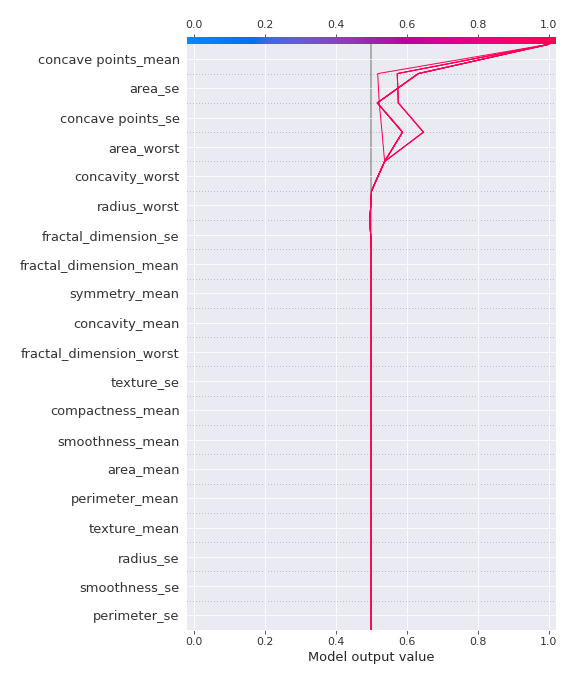 0.0 0.2 0.4 0.6 0.8 1.0
concave points_mean
area_se
concave points_se
area_worst
concavity_worst
radius_worst
fractal_dimension_se
fractal_dimension_mean
symmetry_mean
concavity_mean
fractal_dimension_worst
texture_se
compactness_mean
smoothness_mean
area_mean
perimeter_mean
texture_mean
radius_se
smoothness_se
perimeter_se
0.0 0.2 0.4 0.6 0.8 1.0
Model output value